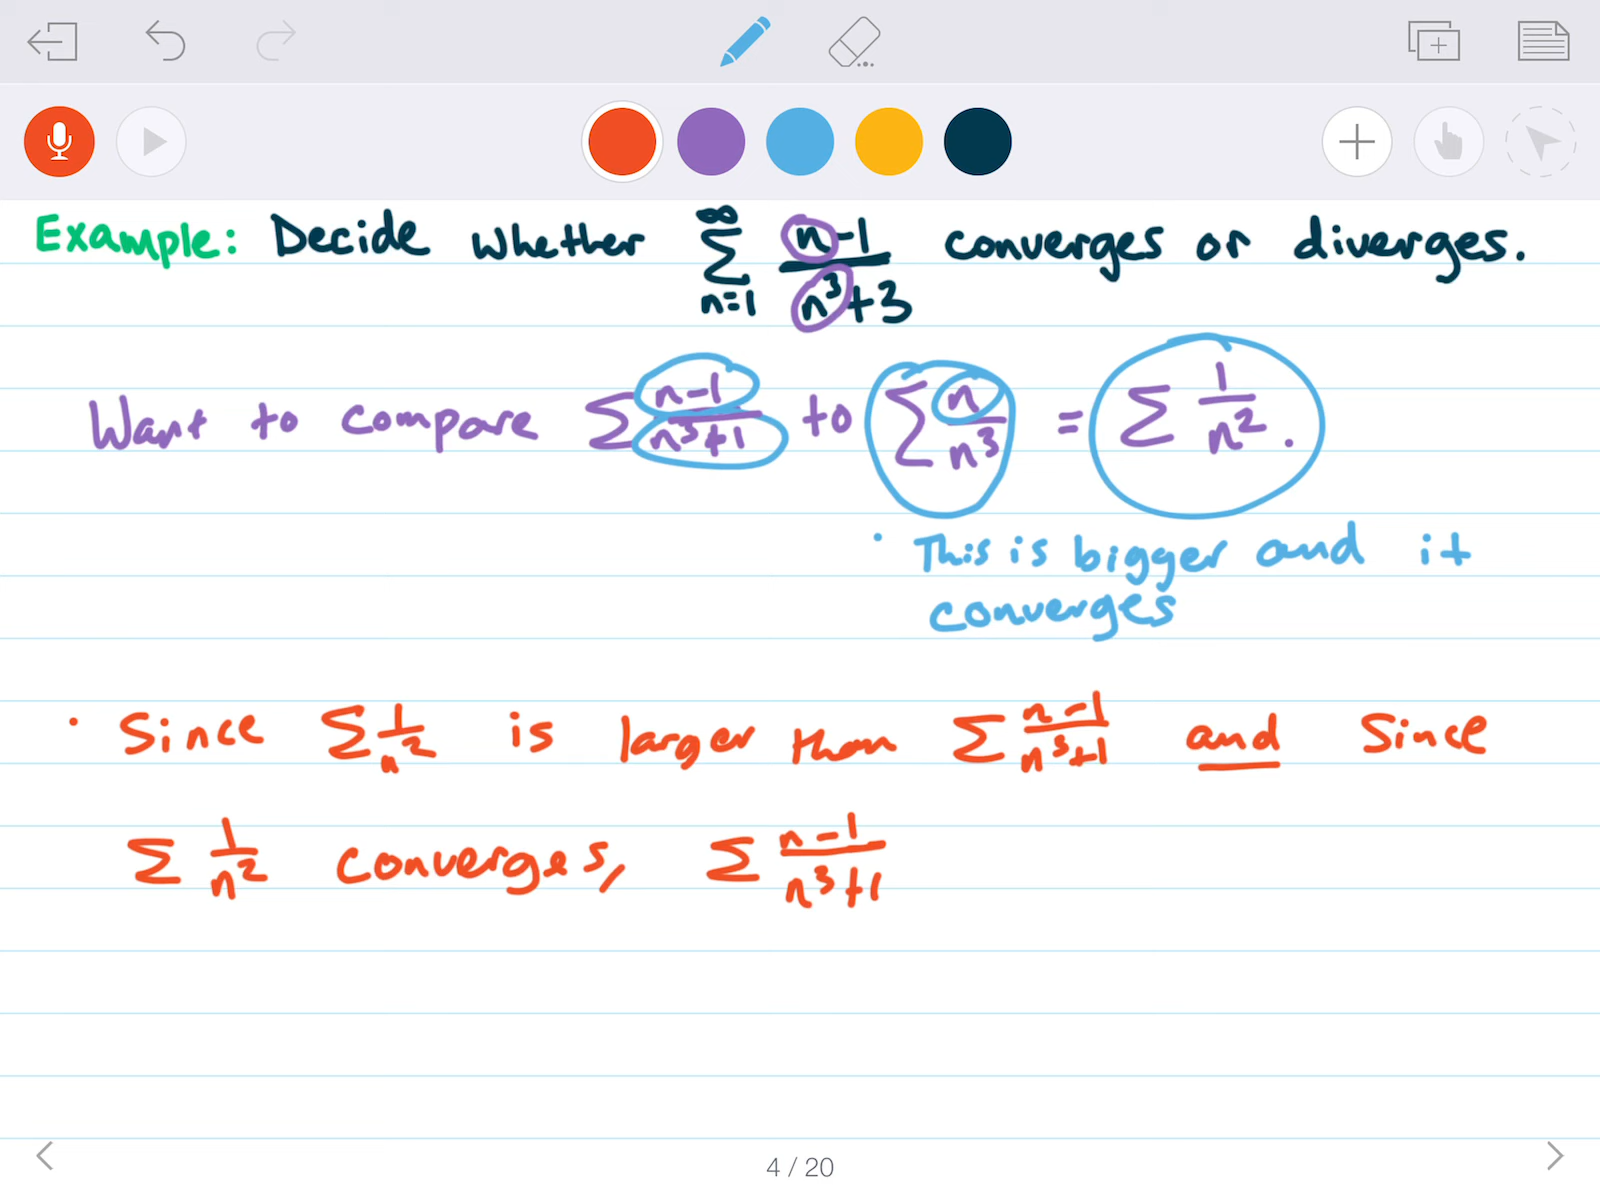 Example: Decide whether ∞ Σ n=1 n-1 / n³+3 converges or diverges.
Want to compare Σ n-1 / n³+1 to Σ n / n³ = Σ 1 / n².
· This is bigger and it
converges
· Since Σ 1 / n² is larger than Σ n-1 / n³+1 and since
Σ 1 / n² converges, Σ n-1 / n³+1
4 / 20